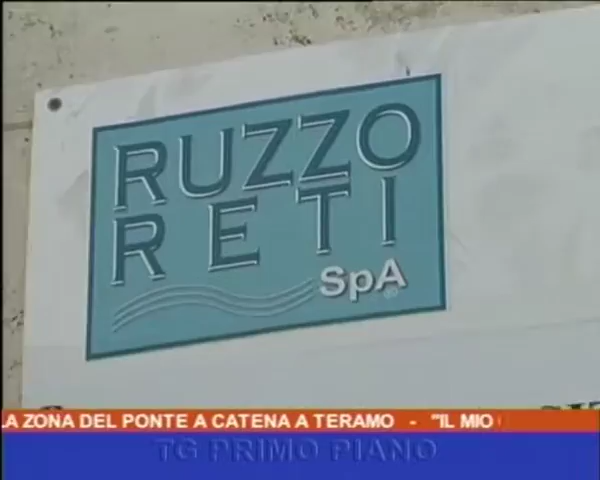 RUZZO
RETI
SpA
LA ZONA DEL PONTE A CATENA A TERAMO - "IL MIO
TG PRIMO PIANO